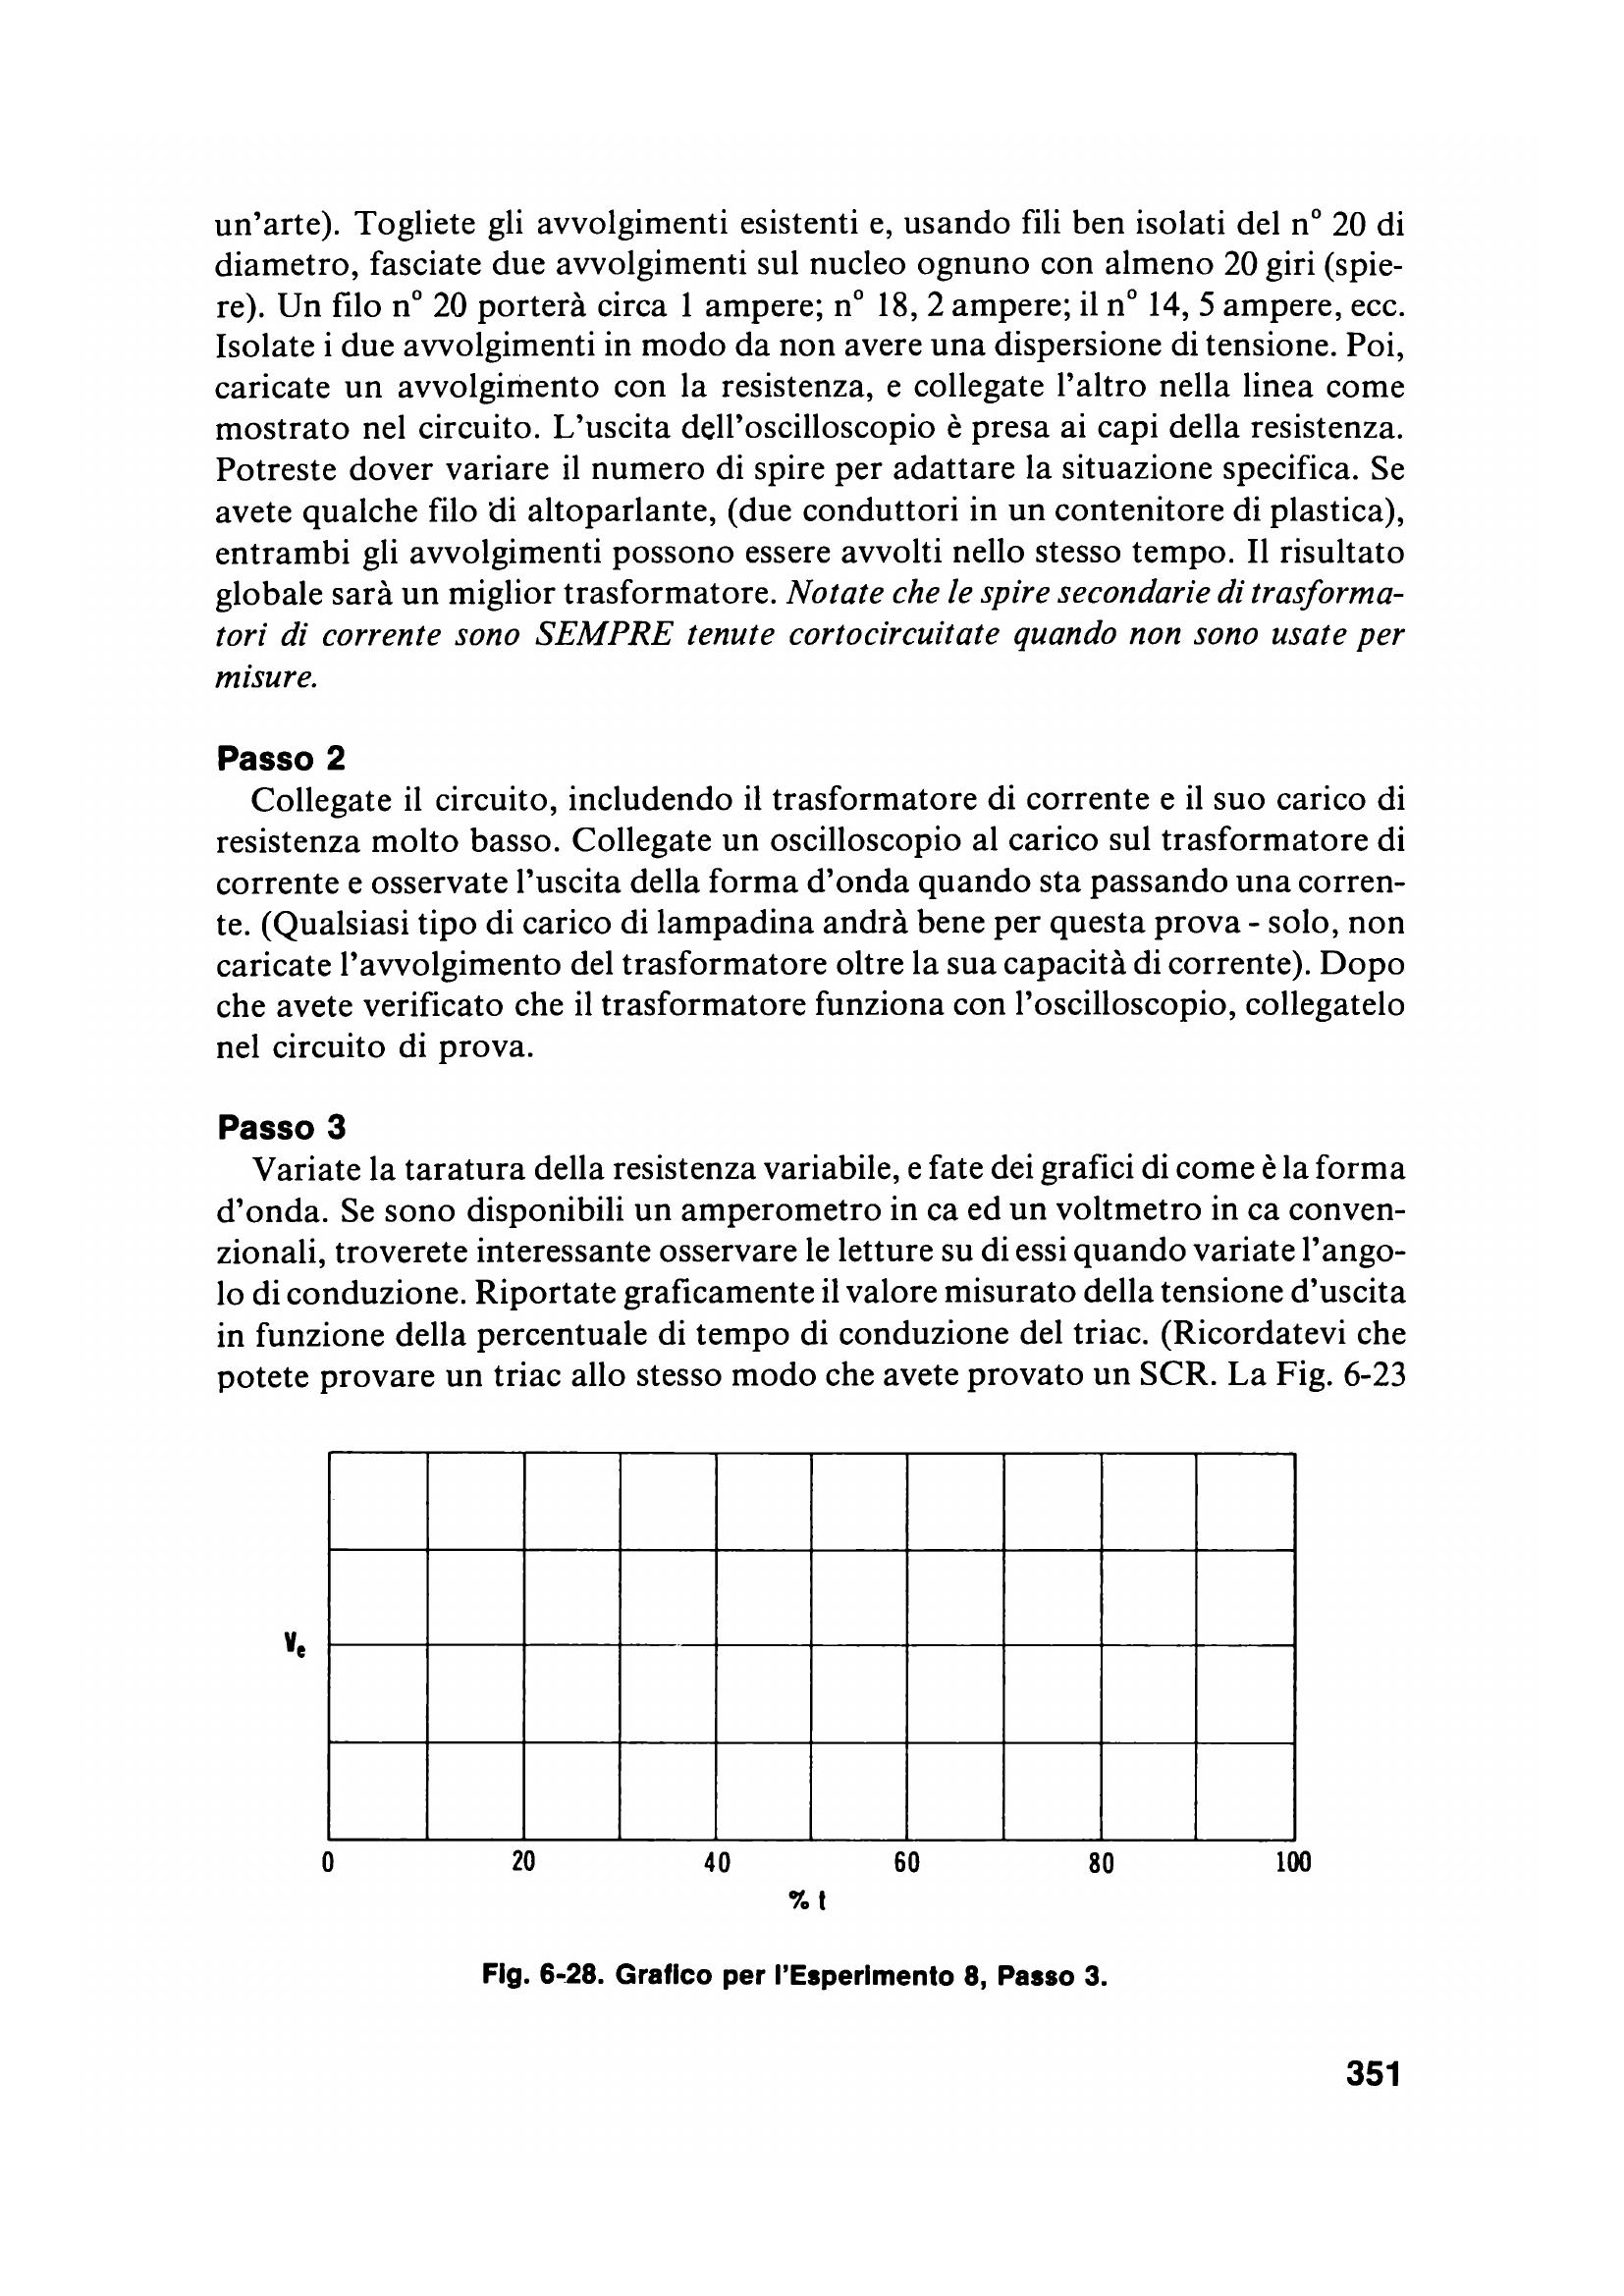 un'arte). Togliete gli avvolgimenti esistenti e, usando fili ben isolati del n° 20 di
diametro, fasciate due avvolgimenti sul nucleo ognuno con almeno 20 giri (spie-
re). Un filo n° 20 porterà circa 1 ampere; n° 18, 2 ampere; il n° 14, 5 ampere, ecc.
Isolate i due avvolgimenti in modo da non avere una dispersione di tensione. Poi,
caricate un avvolgimento con la resistenza, e collegate l'altro nella linea come
mostrato nel circuito. L'uscita dell'oscilloscopio è presa ai capi della resistenza.
Potreste dover variare il numero di spire per adattare la situazione specifica. Se
avete qualche filo di altoparlante, (due conduttori in un contenitore di plastica),
entrambi gli avvolgimenti possono essere avvolti nello stesso tempo. Il risultato
globale sarà un miglior trasformatore. Notate che le spire secondarie di trasforma-
tori di corrente sono SEMPRE tenute cortocircuitate quando non sono usate per
misure.
Passo 2
Collegate il circuito, includendo il trasformatore di corrente e il suo carico di
resistenza molto basso. Collegate un oscilloscopio al carico sul trasformatore di
corrente e osservate l'uscita della forma d'onda quando sta passando una corren-
te. (Qualsiasi tipo di carico di lampadina andrà bene per questa prova - solo, non
caricate l'avvolgimento del trasformatore oltre la sua capacità di corrente). Dopo
che avete verificato che il trasformatore funziona con l'oscilloscopio, collegatelo
nel circuito di prova.
Passo 3
Variate la taratura della resistenza variabile, e fate dei grafici di come è la forma
d'onda. Se sono disponibili un amperometro in ca ed un voltmetro in ca conven-
zionali, troverete interessante osservare le letture su di essi quando variate l'ango-
lo di conduzione. Riportate graficamente il valore misurato della tensione d'uscita
in funzione della percentuale di tempo di conduzione del triac. (Ricordatevi che
potete provare un triac allo stesso modo che avete provato un SCR. La Fig. 6-23
Ve
0 20 40 60 80 100
% t
Fig. 6-28. Grafico per l'Esperimento 8, Passo 3.
351